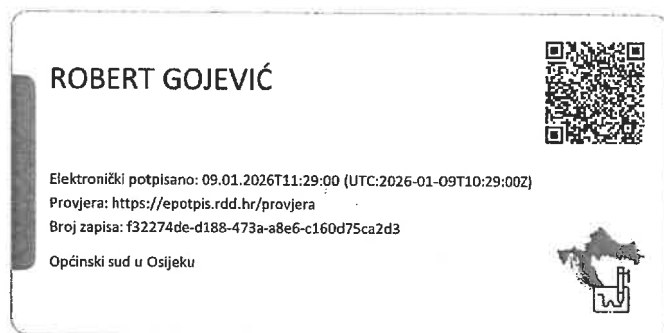 ROBERT GOJEVIĆ
Elektronički potpisano: 09.01.2026T11:29:00 (UTC:2026-01-09T10:29:00Z)
Provjera: https://epotpis.rdd.hr/provjera
Broj zapisa: f32274de-d188-473a-a8e6-c160d75ca2d3
Općinski sud u Osijeku